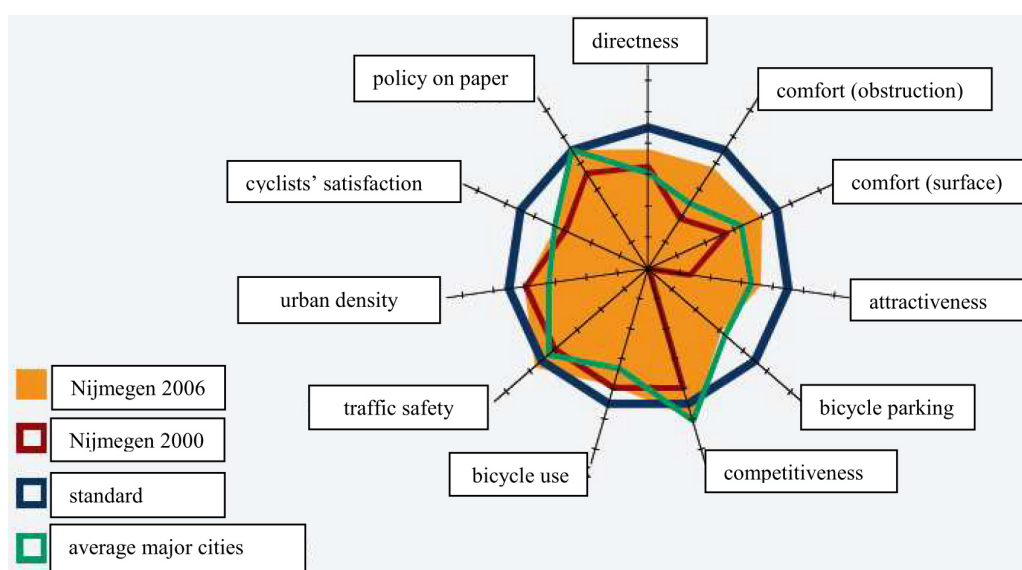 directness
policy on paper
comfort (obstruction)
cyclists’ satisfaction
comfort (surface)
urban density
attractiveness
traffic safety
bicycle parking
bicycle use
competitiveness
Nijmegen 2006
Nijmegen 2000
standard
average major cities